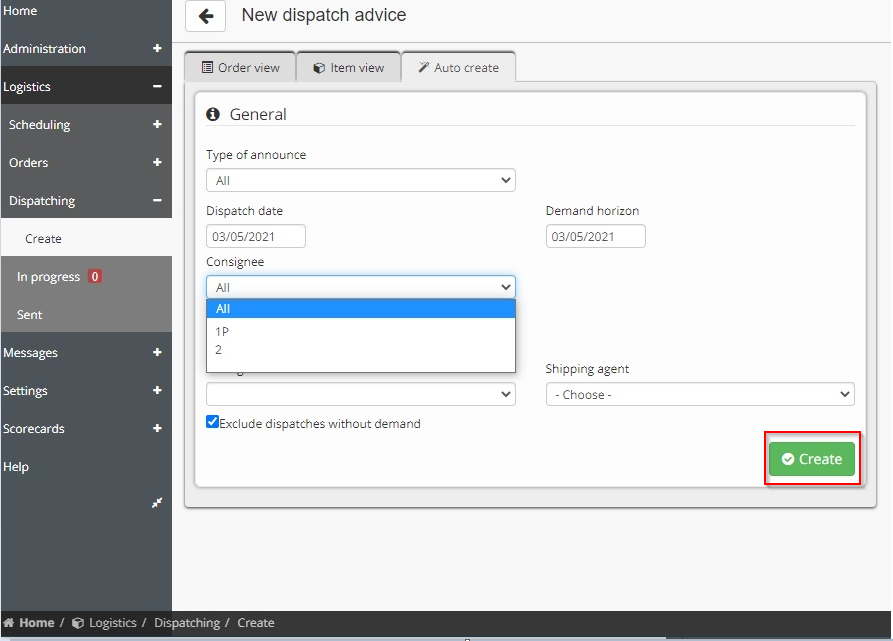 Home
New dispatch advice
Administration
Logistics
Scheduling
Orders
Dispatching
Create
In progress 0
Sent
Messages
Settings
Scorecards
Help
Order view
Item view
Auto create
General
Type of announce
All
Dispatch date
Demand horizon
03/05/2021
03/05/2021
Consignee
All
All
1P
2
Shipping agent
- Choose -
Exclude dispatches without demand
Create
Home / Logistics / Dispatching / Create